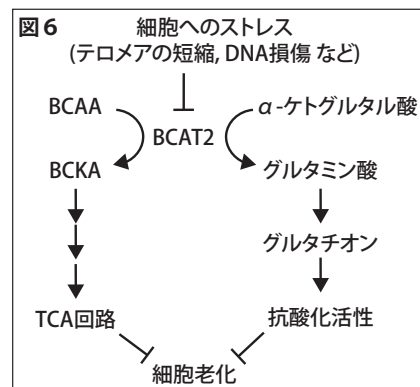 図6
細胞へのストレス
(テロメアの短縮, DNA損傷 など)
BCAA
α-ケトグルタル酸
BCAT2
BCKA
グルタミン酸
グルタチオン
TCA回路
抗酸化活性
細胞老化